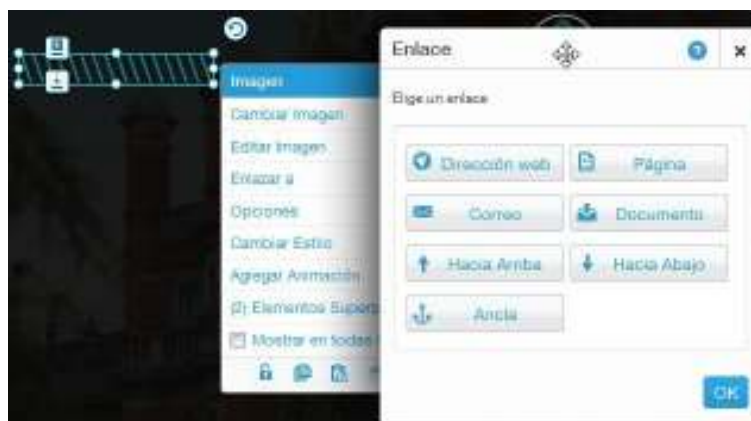 Enlace
?
×
Elige un enlace
Imagen
Cambiar Imagen
Editar Imagen
Enlazar a
Opciones
Cambiar Estilo
Agregar Animación
(2) Elementos
Mostrar en todas
Dirección web
Página
Correo
Documento
Hacia Arriba
Hacia Abajo
Ancla
OK